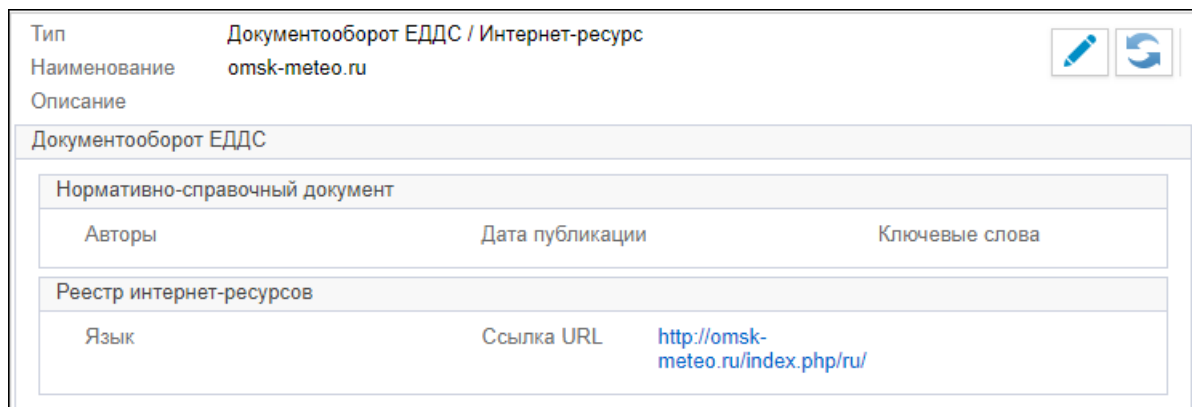 Тип Документооборот ЕДДС / Интернет-ресурс
Наименование omsk-meteo.ru
Описание
Документооборот ЕДДС
Нормативно-справочный документ
Авторы Дата публикации Ключевые слова
Реестр интернет-ресурсов
Язык Ссылка URL http://omsk-
meteo.ru/index.php/ru/